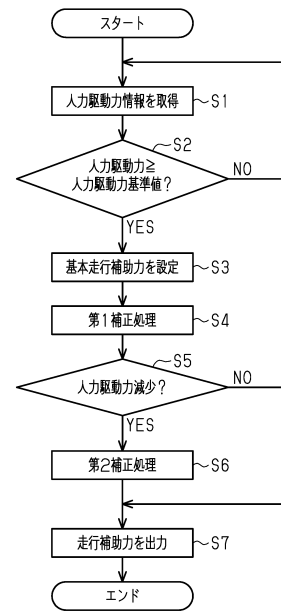 スタート
人力駆動力情報を取得
S1
S2
人力駆動力≧
人力駆動力基準値?
NO
YES
基本走行補助力を設定
S3
第1補正処理
S4
S5
人力駆動力減少?
NO
YES
第2補正処理
S6
走行補助力を出力
S7
エンド